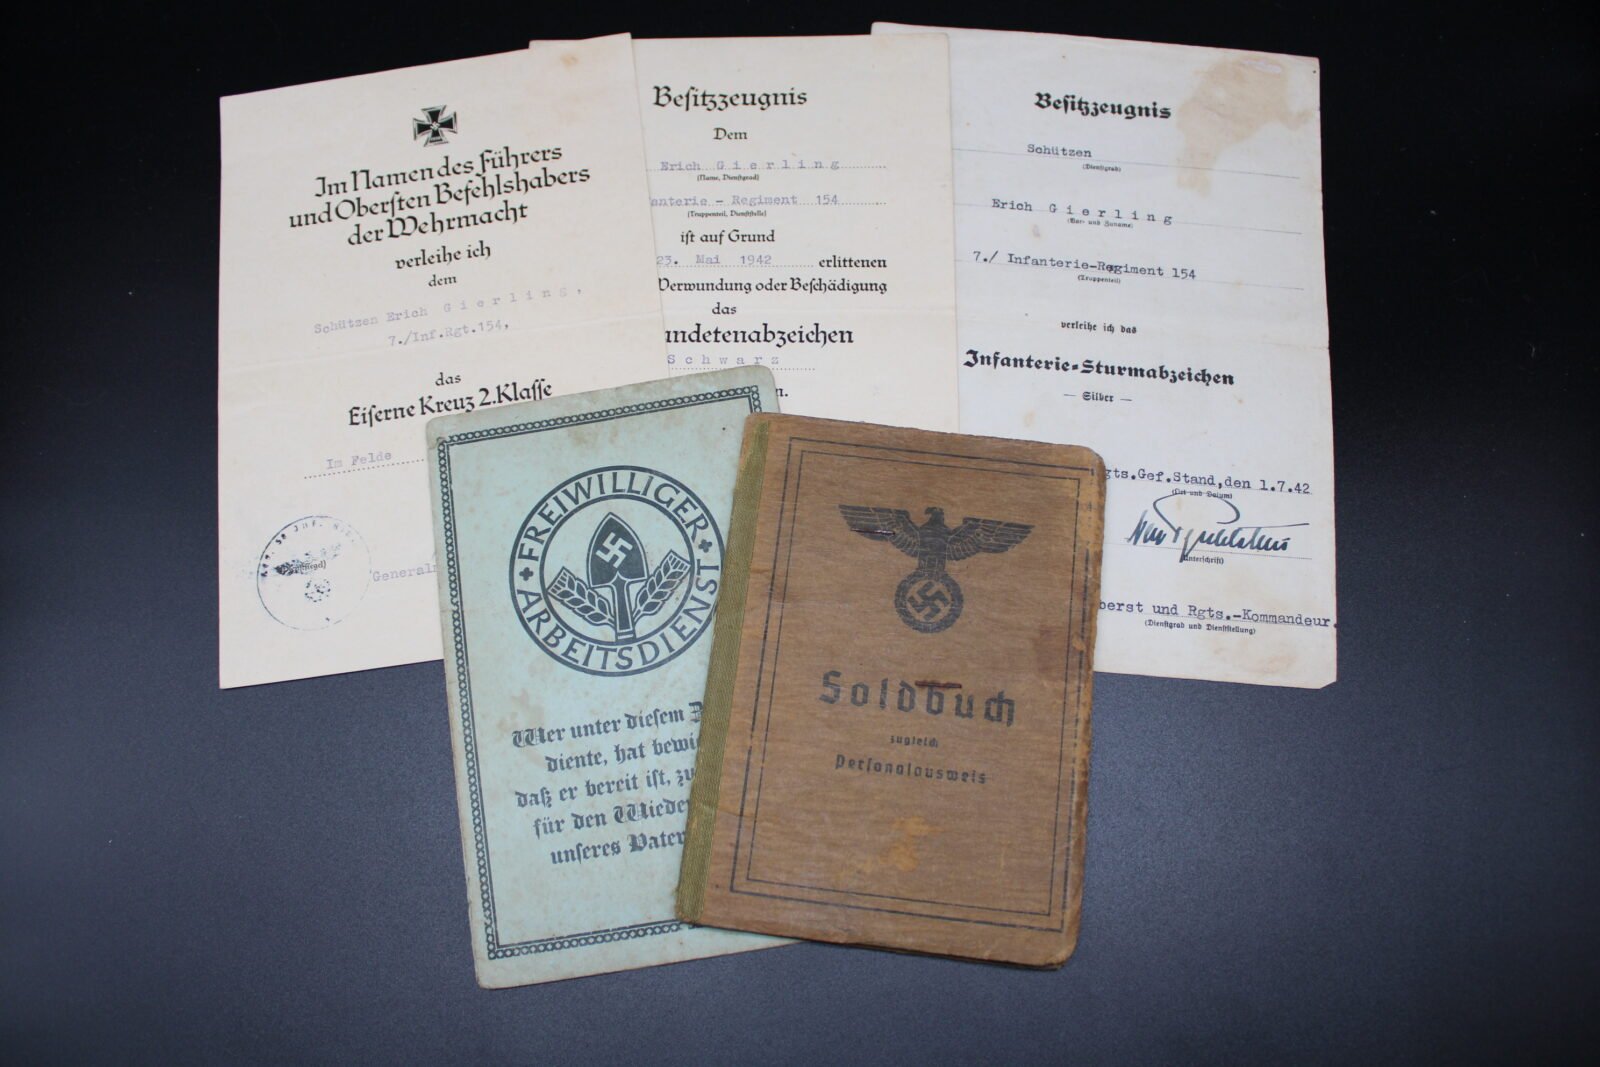 Im Namen des Führers
und Obersten Befehlshabers
der Wehrmacht
verleihe ich
dem
Schützen Erich Gierling,
7./Inf.Rgt.154,
das
Eiserne Kreuz 2.Klasse
Im Felde
(Dienstsiegel)
Besitzzeugnis
Dem
Erich Gierling
(Name, Dienstgrad)
anterie - Regiment 154
(Truppenteil, Dienststelle)
ist auf Grund
23. Mai 1942 erlittenen
Verwundung oder Beschädigung
das
undetenabzeichen
Schwarz
n.
Besitzzeugnis
Schützen
(Dienstgrad)
Erich Gierling
(Vor- und Zuname)
7./ Infanterie-Regiment 154
(Truppenteil)
verleihe ich das
Infanterie-Sturmabzeichen
— Silber —
gts.Gef.Stand,den 1.7.42
(Ort und Datum)
(Unterschrift)
berst und Rgts.-Kommandeur.
(Dienstgrad und Dienststellung)
FREIWILLIGER
ARBEITSDIENST
Wer unter diesem
diente, hat bewi
daß er bereit ist, zu
für den Wieder
unseres Vater
Soldbuch
zugleich
Personalausweis